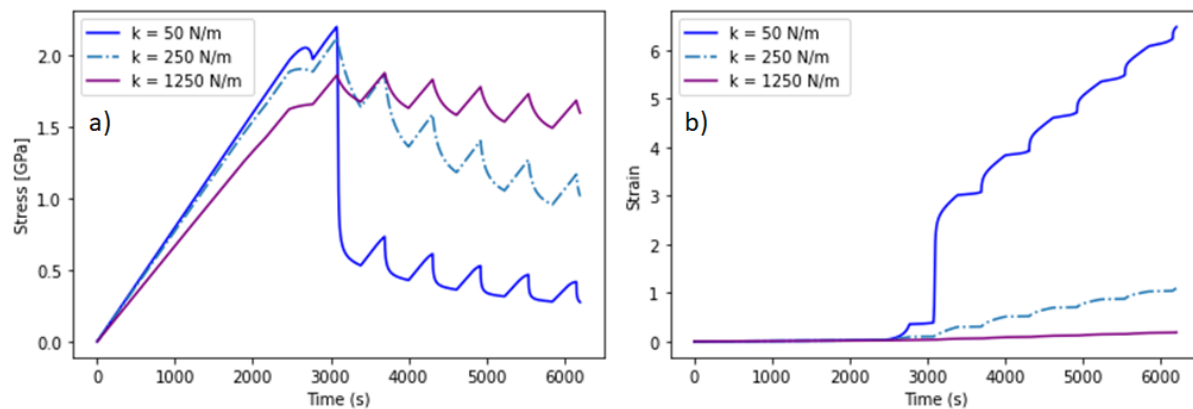 k = 50 N/m
k = 250 N/m
k = 1250 N/m
a)
Stress [GPa]
2.0
1.5
1.0
0.5
0.0
0 1000 2000 3000 4000 5000 6000
Time (s)
k = 50 N/m
k = 250 N/m
k = 1250 N/m
b)
Strain
6
5
4
3
2
1
0
0 1000 2000 3000 4000 5000 6000
Time (s)